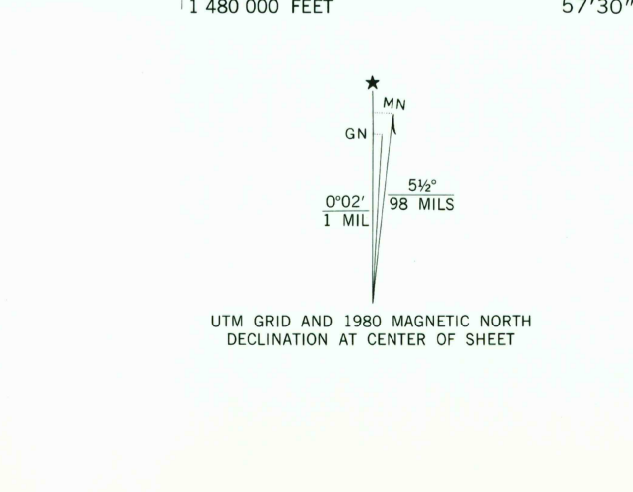 1 480 000 FEET
57'30"
★
MN
GN
5½°
98 MILS
0°02'
1 MIL
UTM GRID AND 1980 MAGNETIC NORTH
DECLINATION AT CENTER OF SHEET